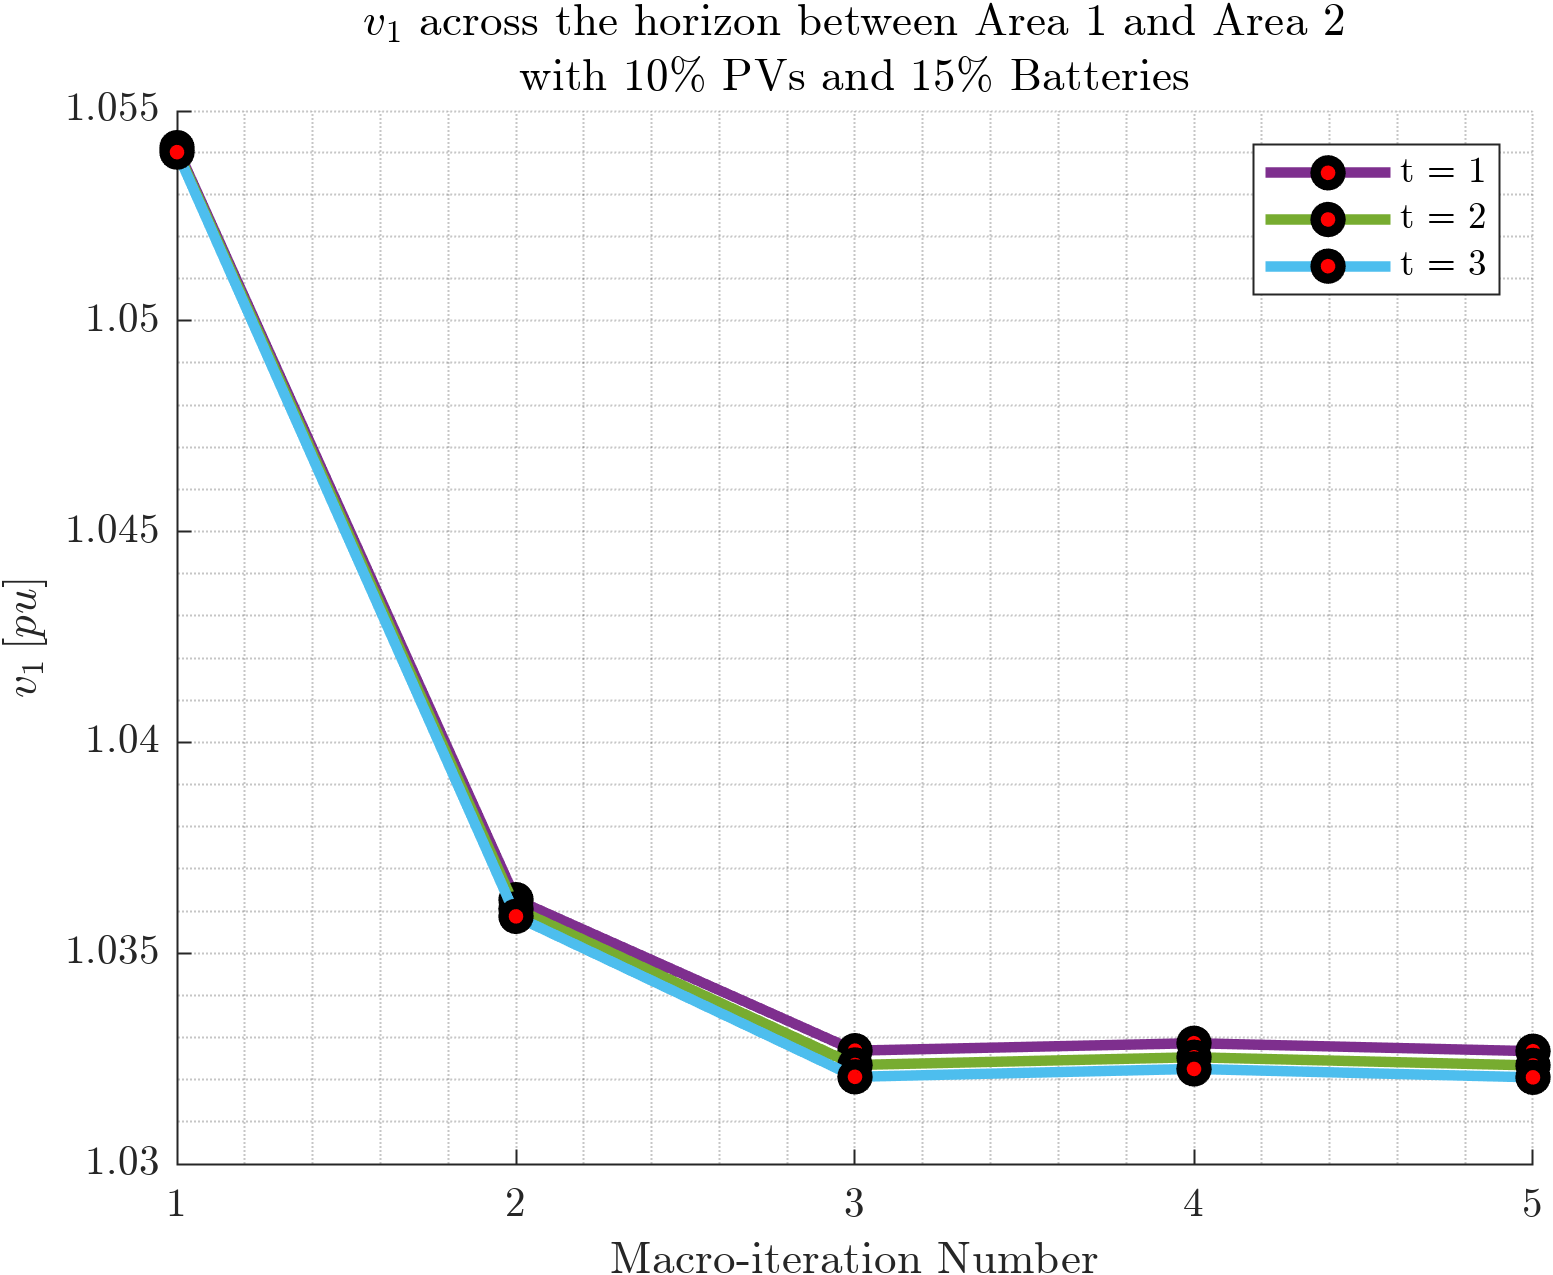 v₁ across the horizon between Area 1 and Area 2
with 10% PVs and 15% Batteries
1.055
1.05
1.045
1.04
1.035
1.03
v₁ [pu]
t = 1
t = 2
t = 3
1 2 3 4 5
Macro-iteration Number